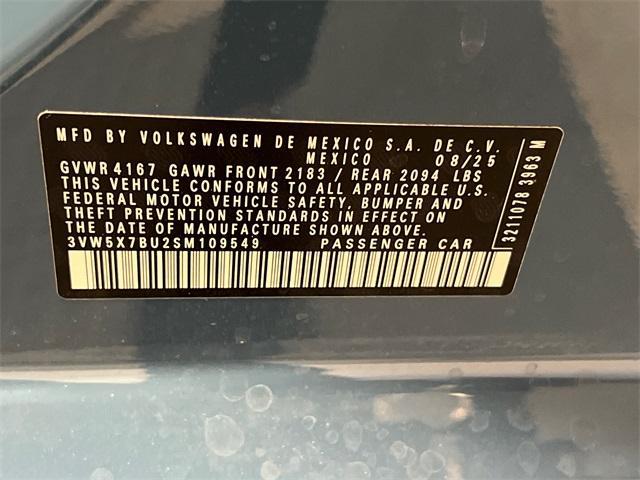 MFD BY VOLKSWAGEN DE MEXICO S.A. DE C.V.
MEXICO 08/25
GVWR 4167 GAWR FRONT 2183 / REAR 2094 LBS
THIS VEHICLE CONFORMS TO ALL APPLICABLE U.S.
FEDERAL MOTOR VEHICLE SAFETY, BUMPER AND
THEFT PREVENTION STANDARDS IN EFFECT ON
THE DATE OF MANUFACTURE SHOWN ABOVE.
3VW5X7BU2SM109549 PASSENGER CAR
3211078 3963 M